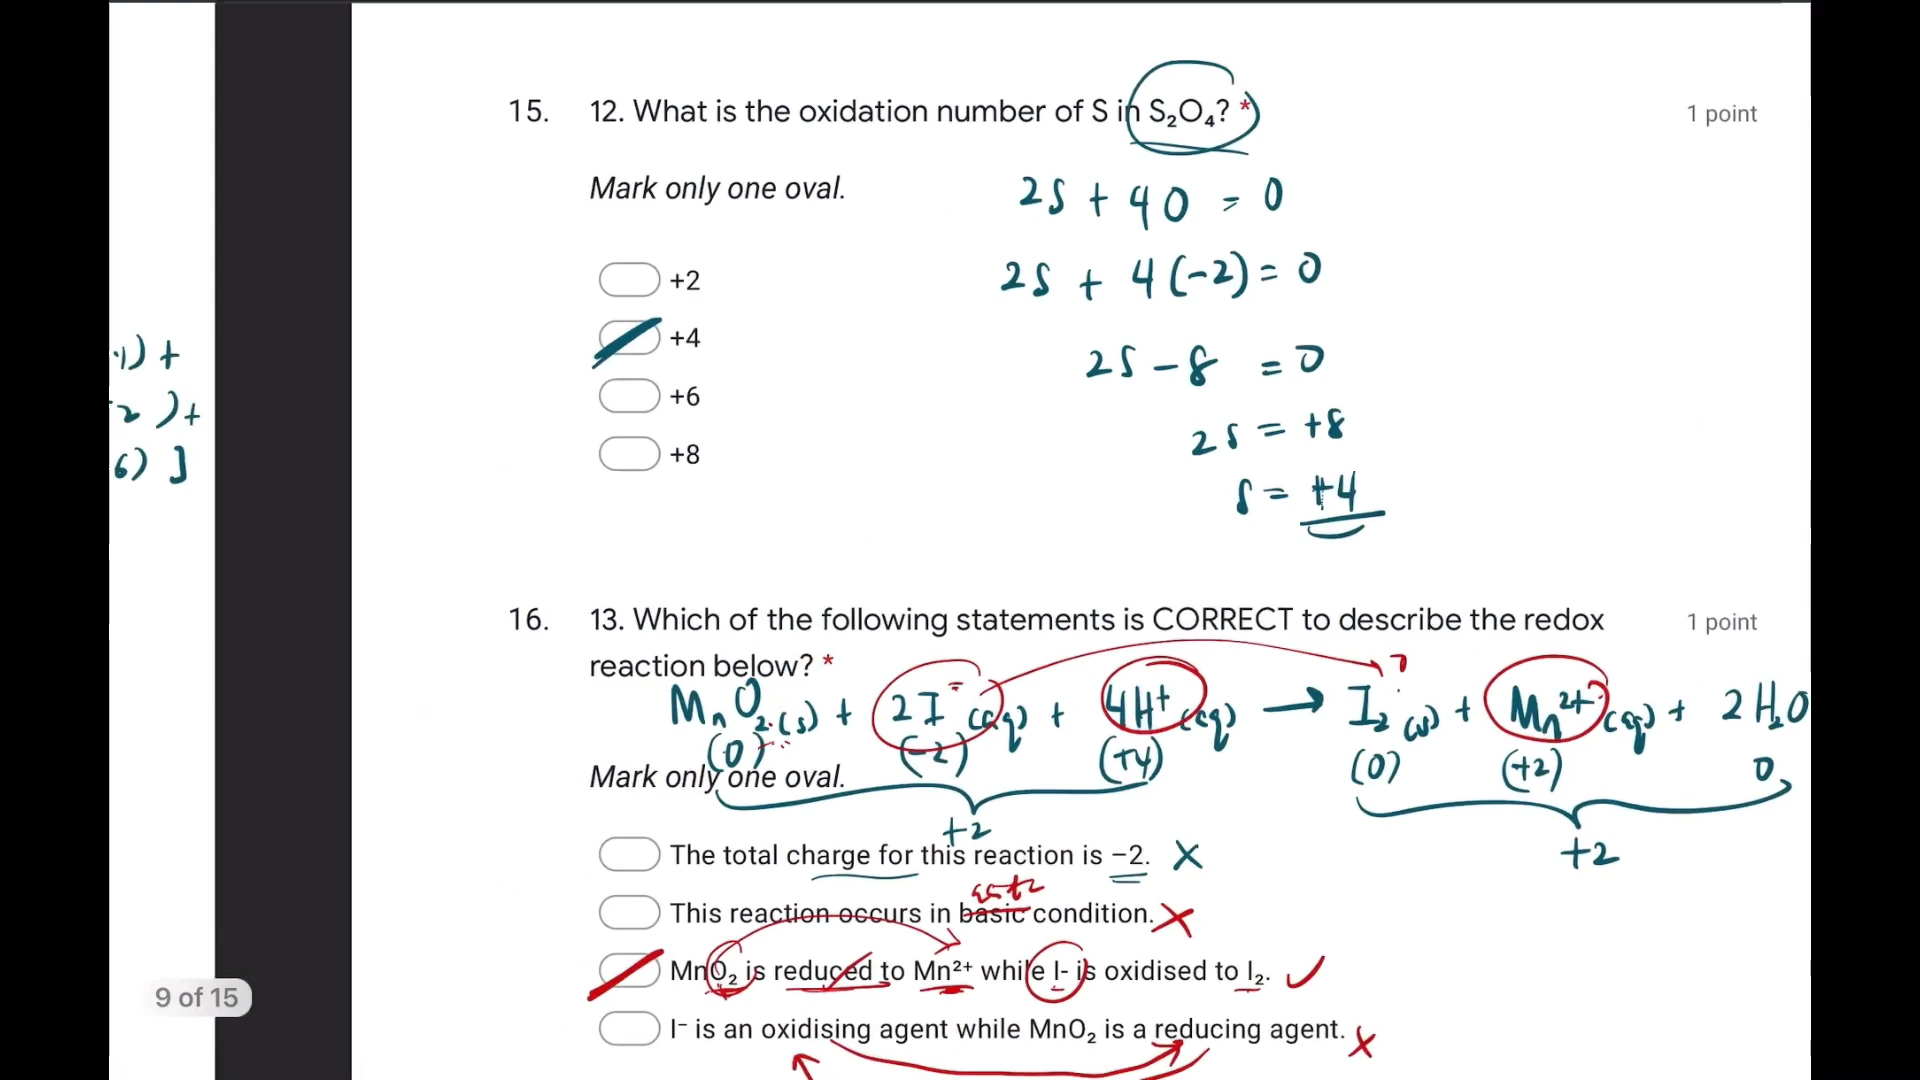 15. 12. What is the oxidation number of S in S₂O₄? * 1 point
Mark only one oval.
2S + 4O = 0
2S + 4(-2) = 0
2S - 8 = 0
2S = +8
S = +4
+2
+4
+6
+8
1) +
2 ) +
6) ]
16. 13. Which of the following statements is CORRECT to describe the redox 1 point
reaction below? *
MnO₂ (s) + 2I⁻ (aq) + 4H⁺ (aq) → I₂ (s) + Mn²⁺ (aq) + 2H₂O
(0) (-2) (+4) (0) (+2) 0
Mark only one oval.
+2 +2
The total charge for this reaction is −2. X
This reaction occurs in basic condition. X
MnO₂ is reduced to Mn²⁺ while I- is oxidised to I₂. ✓
I⁻ is an oxidising agent while MnO₂ is a reducing agent. X
9 of 15